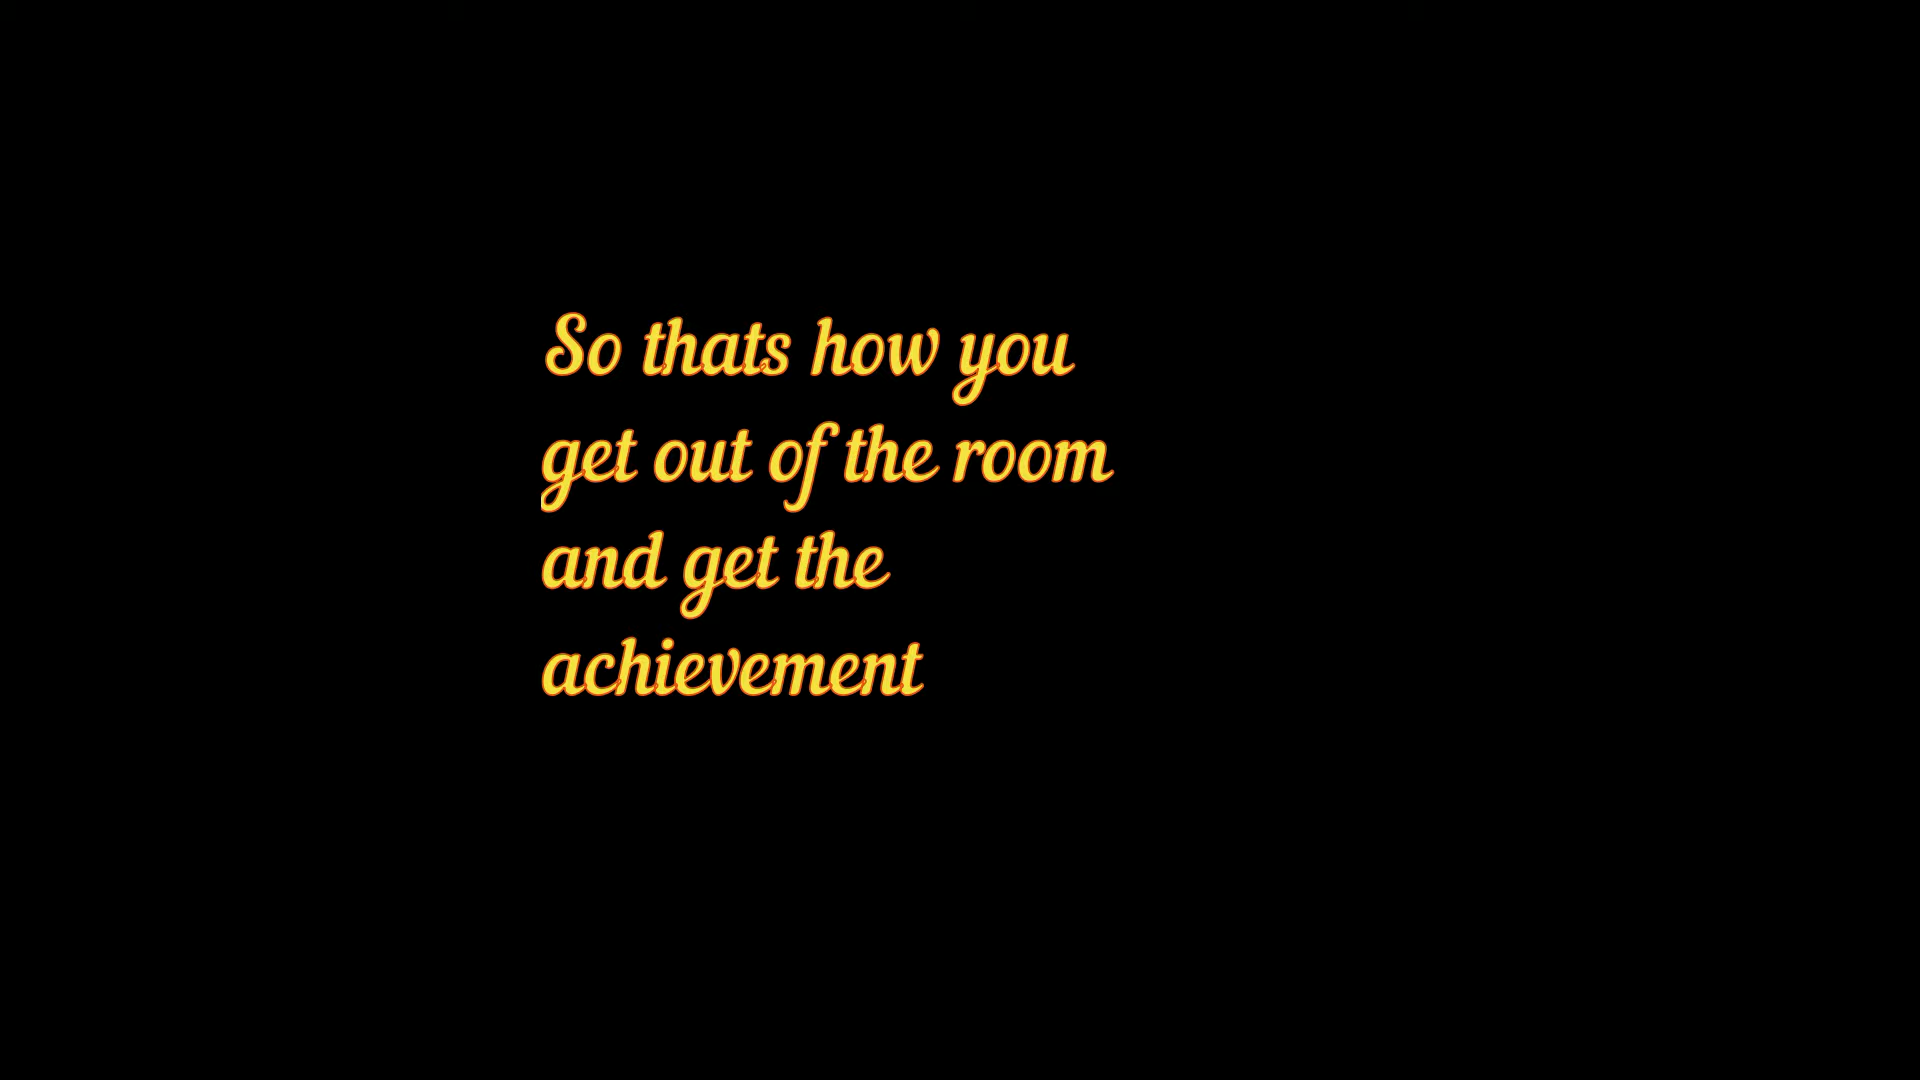 So thats how you
get out of the room
and get the
achievement